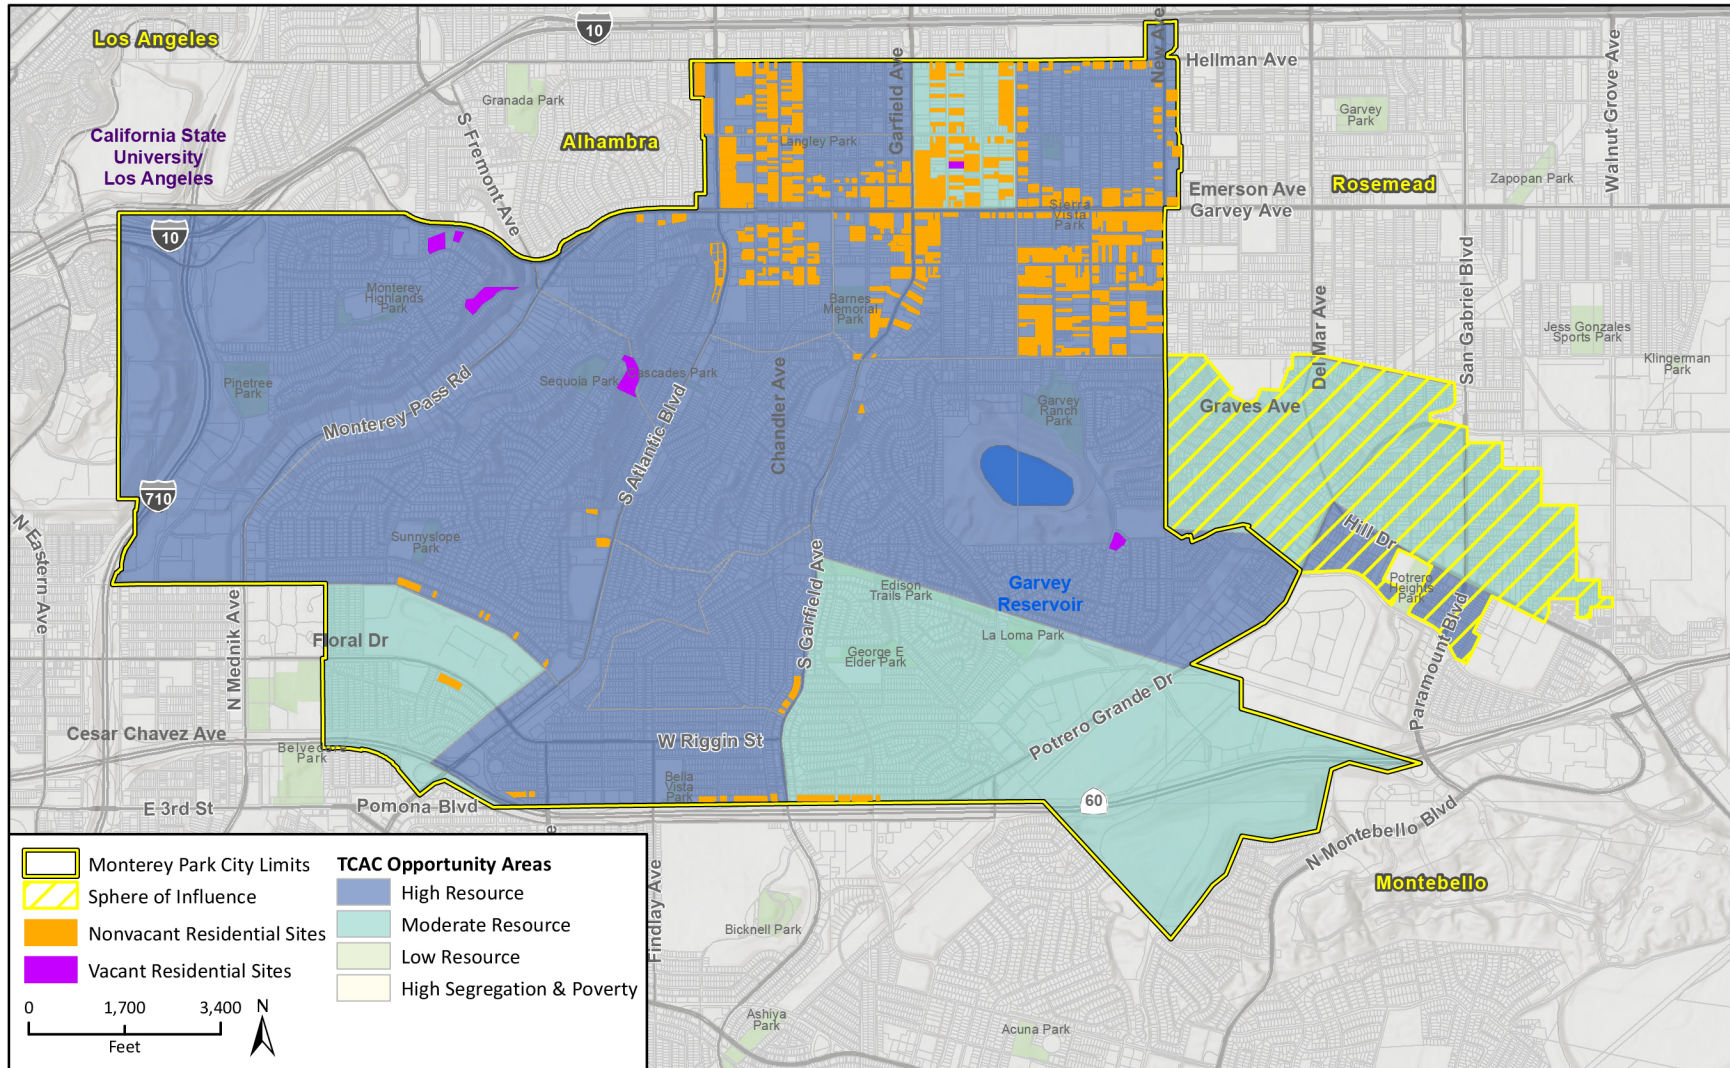 Los Angeles
10
New Ave
Hellman Ave
Walnut Grove Ave
Garfield Ave
Granada Park
S Fremont Ave
Garvey
Park
California State
University
Los Angeles
Alhambra
Langley Park
Rosemead
Zapopan Park
Emerson Ave
Garvey Ave
Sierra
Vista
Park
10
San Gabriel Blvd
Monterey
Highlands
Park
Barnes
Memorial
Park
Del Mar Ave
Jess Gonzales
Sports Park
Klingerman
Park
Pinetree
Park
Sequoia Park
Cascades Park
Monterey Pass Rd
S Atlantic Blvd
Chandler Ave
Garvey
Ranch
Park
Graves Ave
710
N Eastern Ave
Sunnyslope
Park
Hill Dr
S Garfield Ave
Edison
Trails Park
Garvey
Reservoir
Potrero
Heights
Park
N Mednik Ave
Floral Dr
La Loma Park
George E
Elder Park
Paramount Blvd
Potrero Grande Dr
Cesar Chavez Ave
W Riggin St
Belvedere
Park
Bella
Vista
Park
E 3rd St
Pomona Blvd
60
N Montebello Blvd
Montebello
Findlay Ave
Bicknell Park
Ashiya
Park
Acuna Park
Monterey Park City Limits
Sphere of Influence
Nonvacant Residential Sites
Vacant Residential Sites
0
1,700
3,400
Feet
N
TCAC Opportunity Areas
High Resource
Moderate Resource
Low Resource
High Segregation & Poverty